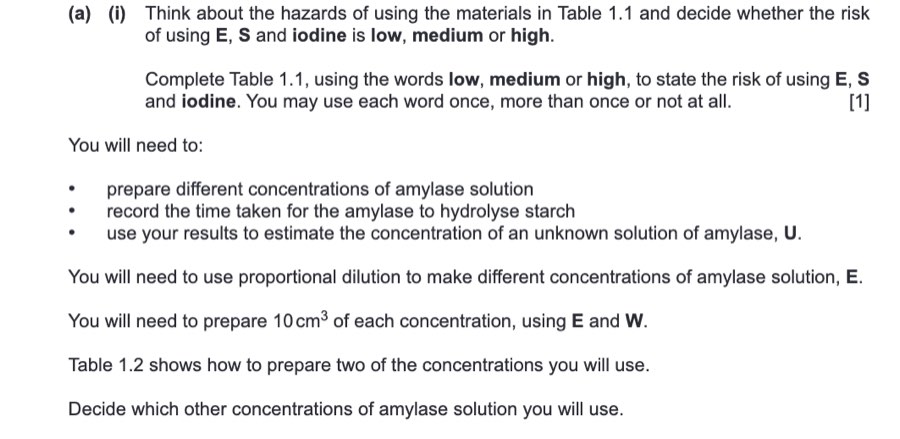 (a) (i) Think about the hazards of using the materials in Table 1.1 and decide whether the risk
of using E, S and iodine is low, medium or high.
Complete Table 1.1, using the words low, medium or high, to state the risk of using E, S
and iodine. You may use each word once, more than once or not at all. [1]
You will need to:
• prepare different concentrations of amylase solution
• record the time taken for the amylase to hydrolyse starch
• use your results to estimate the concentration of an unknown solution of amylase, U.
You will need to use proportional dilution to make different concentrations of amylase solution, E.
You will need to prepare 10 cm³ of each concentration, using E and W.
Table 1.2 shows how to prepare two of the concentrations you will use.
Decide which other concentrations of amylase solution you will use.